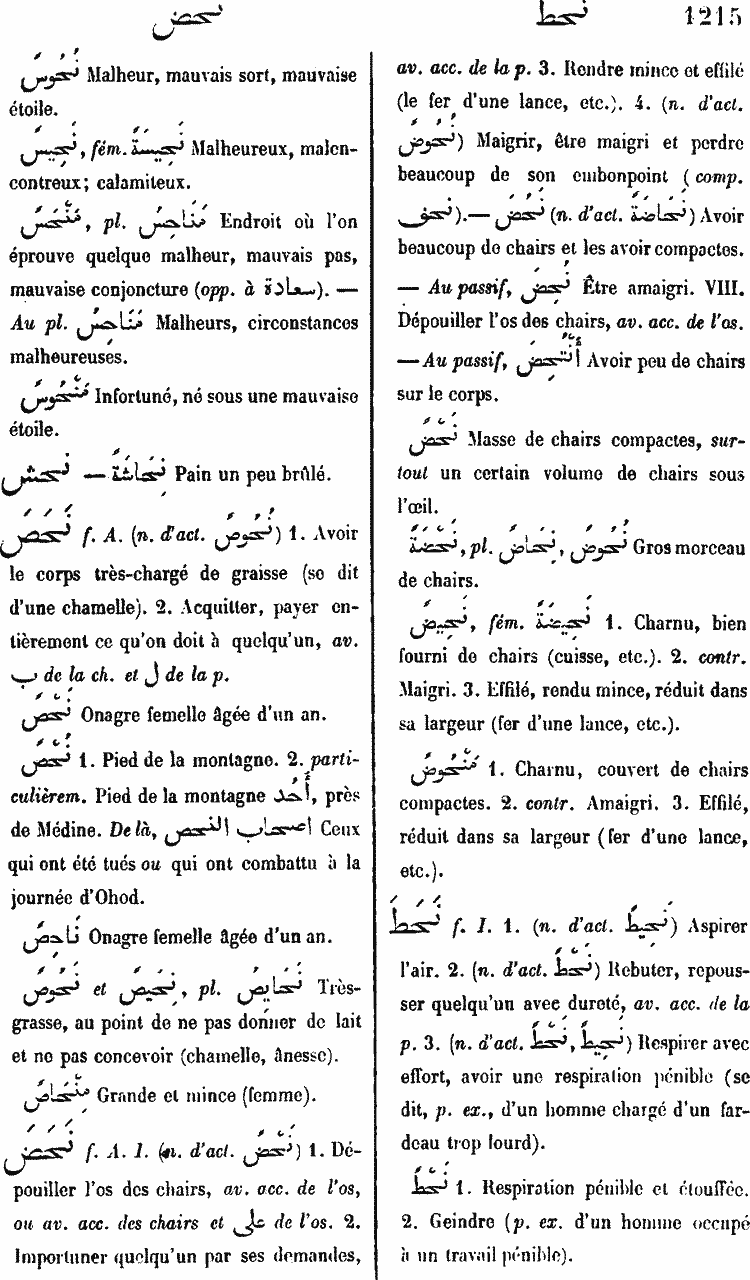 نحض نحط 1215
نُحُوسٌ Malheur, mauvais sort, mauvaise
étoile.
نَحِيسٌ, fém. نَحِيسَةٌ Malheureux, malen-
contreux; calamiteux.
مَنْحَسٌ, pl. مَنَاحِسُ Endroit où l'on
éprouve quelque malheur, mauvais pas,
mauvaise conjoncture (opp. à سعادة). —
Au pl. مَنَاحِسُ Malheurs, circonstances
malheureuses.
مَنْحُوسٌ Infortuné, né sous une mauvaise
étoile.
نحش — نِحَاشَةٌ Pain un peu brûlé.
نَحَصَ f. A. (n. d'act. نُحُوصٌ) 1. Avoir
le corps très-chargé de graisse (se dit
d'une chamelle). 2. Acquitter, payer en-
tièrement ce qu'on doit à quelqu'un, av.
ب de la ch. et ل de la p.
نَحْصٌ Onagre femelle âgée d'un an.
نُحْصٌ 1. Pied de la montagne. 2. parti-
culièrem. Pied de la montagne أُحد, près
de Médine. De là, اصحاب النحص Ceux
qui ont été tués ou qui ont combattu à la
journée d'Ohod.
نَاحِصٌ Onagre femelle âgée d'un an.
نَحُوصٌ et نَحِيصٌ, pl. نَحَايِصُ Très-
grasse, au point de ne pas donner de lait
et ne pas concevoir (chamelle, ânesse).
مِنْحَاصٌ Grande et mince (femme).
نَحَضَ f. A. I. (n. d'act. نَحْضٌ) 1. Dé-
pouiller l'os des chairs, av. acc. de l'os,
ou av. acc. des chairs et على de l'os. 2.
Importuner quelqu'un par ses demandes,
av. acc. de la p. 3. Rendre mince et effilé
(le fer d'une lance, etc.). 4. (n. d'act.
نُحُوضٌ) Maigrir, être maigri et perdre
beaucoup de son embonpoint (comp.
نحف).— نَحُضَ (n. d'act. نَحَاضَةٌ) Avoir
beaucoup de chairs et les avoir compactes.
— Au passif, نُحِضَ Être amaigri. VIII.
Dépouiller l'os des chairs, av. acc. de l'os.
— Au passif, أُنْتُحِضَ Avoir peu de chairs
sur le corps.
نَحْضٌ Masse de chairs compactes, sur-
tout un certain volume de chairs sous
l'œil.
نَحْضَةٌ, pl. نِحَاضٌ, نُحُوضٌ Gros morceau
de chairs.
نَحِيضٌ, fém. نَحِيضَةٌ 1. Charnu, bien
fourni de chairs (cuisse, etc.). 2. contr.
Maigri. 3. Effilé, rendu mince, réduit dans
sa largeur (fer d'une lance, etc.).
مَنْحُوضٌ 1. Charnu, couvert de chairs
compactes. 2. contr. Amaigri. 3. Effilé,
réduit dans sa largeur (fer d'une lance,
etc.).
نَحَطَ f. I. 1. (n. d'act. نَحِيطٌ) Aspirer
l'air. 2. (n. d'act. نَحْطٌ) Rebuter, repous-
ser quelqu'un avec dureté, av. acc. de la
p. 3. (n. d'act. نَحْطٌ, نَحِيطٌ) Respirer avec
effort, avoir une respiration pénible (se
dit, p. ex., d'un homme chargé d'un far-
deau trop lourd).
نَحْطٌ 1. Respiration pénible et étouffée.
2. Geindre (p. ex. d'un homme occupé
à un travail pénible).